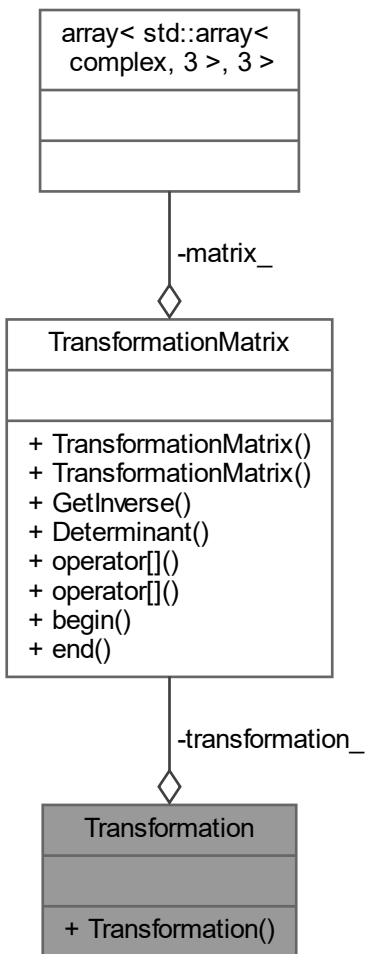 array< std::array<
complex, 3 >, 3 >
-matrix_
TransformationMatrix
+ TransformationMatrix()
+ TransformationMatrix()
+ GetInverse()
+ Determinant()
+ operator[]()
+ operator[]()
+ begin()
+ end()
-transformation_
Transformation
+ Transformation()